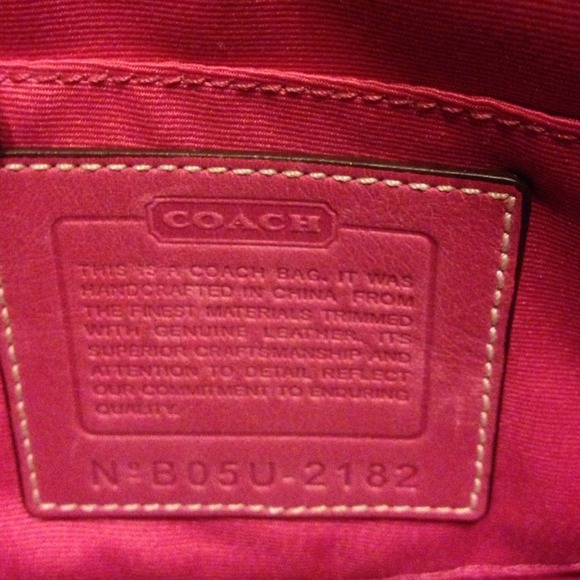 COACH
THIS IS A COACH BAG. IT WAS
HANDCRAFTED IN CHINA FROM
THE FINEST MATERIALS TRIMMED
WITH GENUINE LEATHER. ITS
SUPERIOR CRAFTSMANSHIP AND
ATTENTION TO DETAIL REFLECT
OUR COMMITMENT TO ENDURING
QUALITY.
Nº B05U-2182